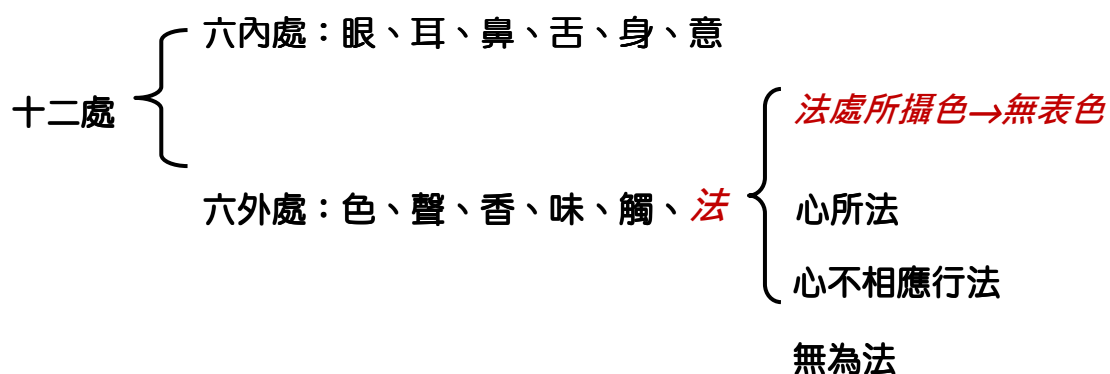 六內處：眼、耳、鼻、舌、身、意
十二處
六外處：色、聲、香、味、觸、法
法處所攝色→無表色
心所法
心不相應行法
無為法